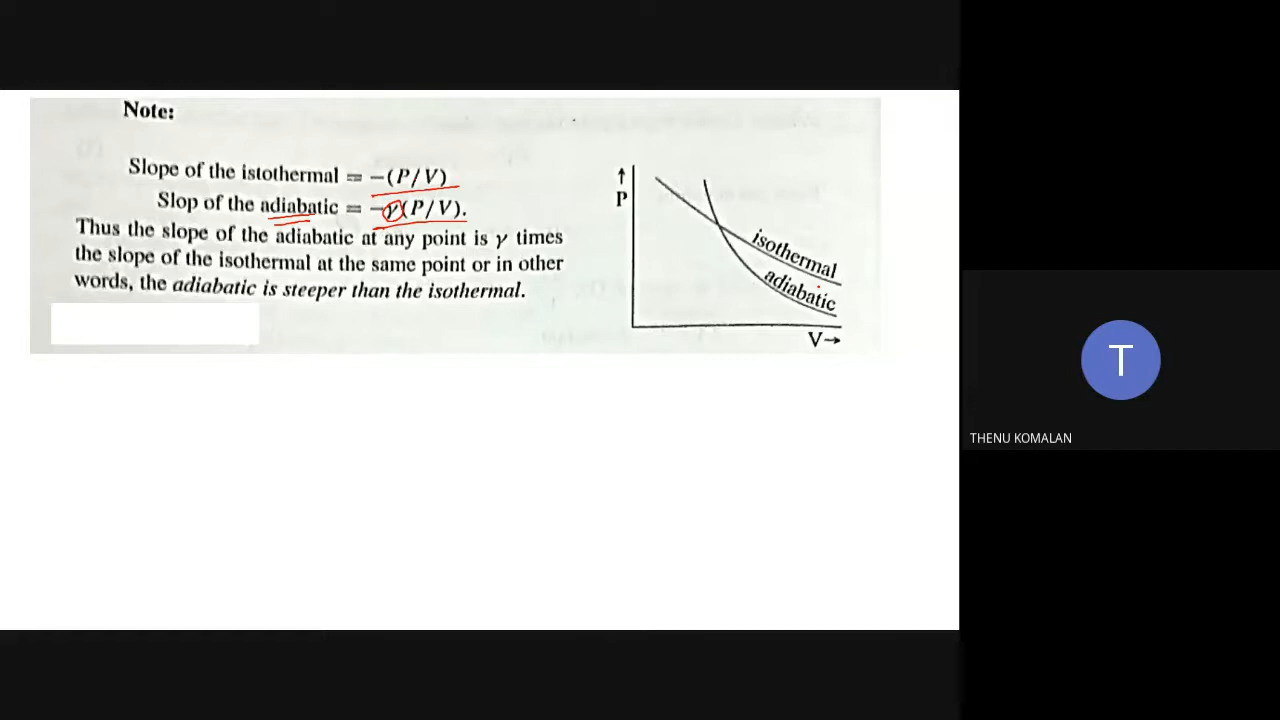 Note:
Slope of the istothermal = −(P/V)
Slop of the adiabatic = −γ(P/V).
Thus the slope of the adiabatic at any point is γ times
the slope of the isothermal at the same point or in other
words, the adiabatic is steeper than the isothermal.
↑
P
isothermal
adiabatic
V→
T
THENU KOMALAN